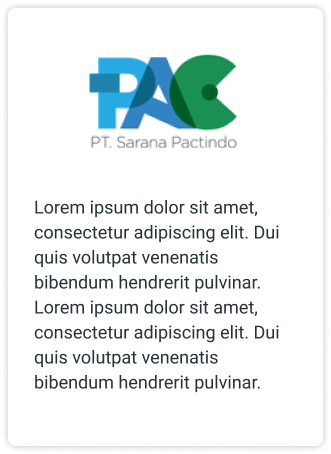 PAC
PT. Sarana Pactindo
Lorem ipsum dolor sit amet,
consectetur adipiscing elit. Dui
quis volutpat venenatis
bibendum hendrerit pulvinar.
Lorem ipsum dolor sit amet,
consectetur adipiscing elit. Dui
quis volutpat venenatis
bibendum hendrerit pulvinar.